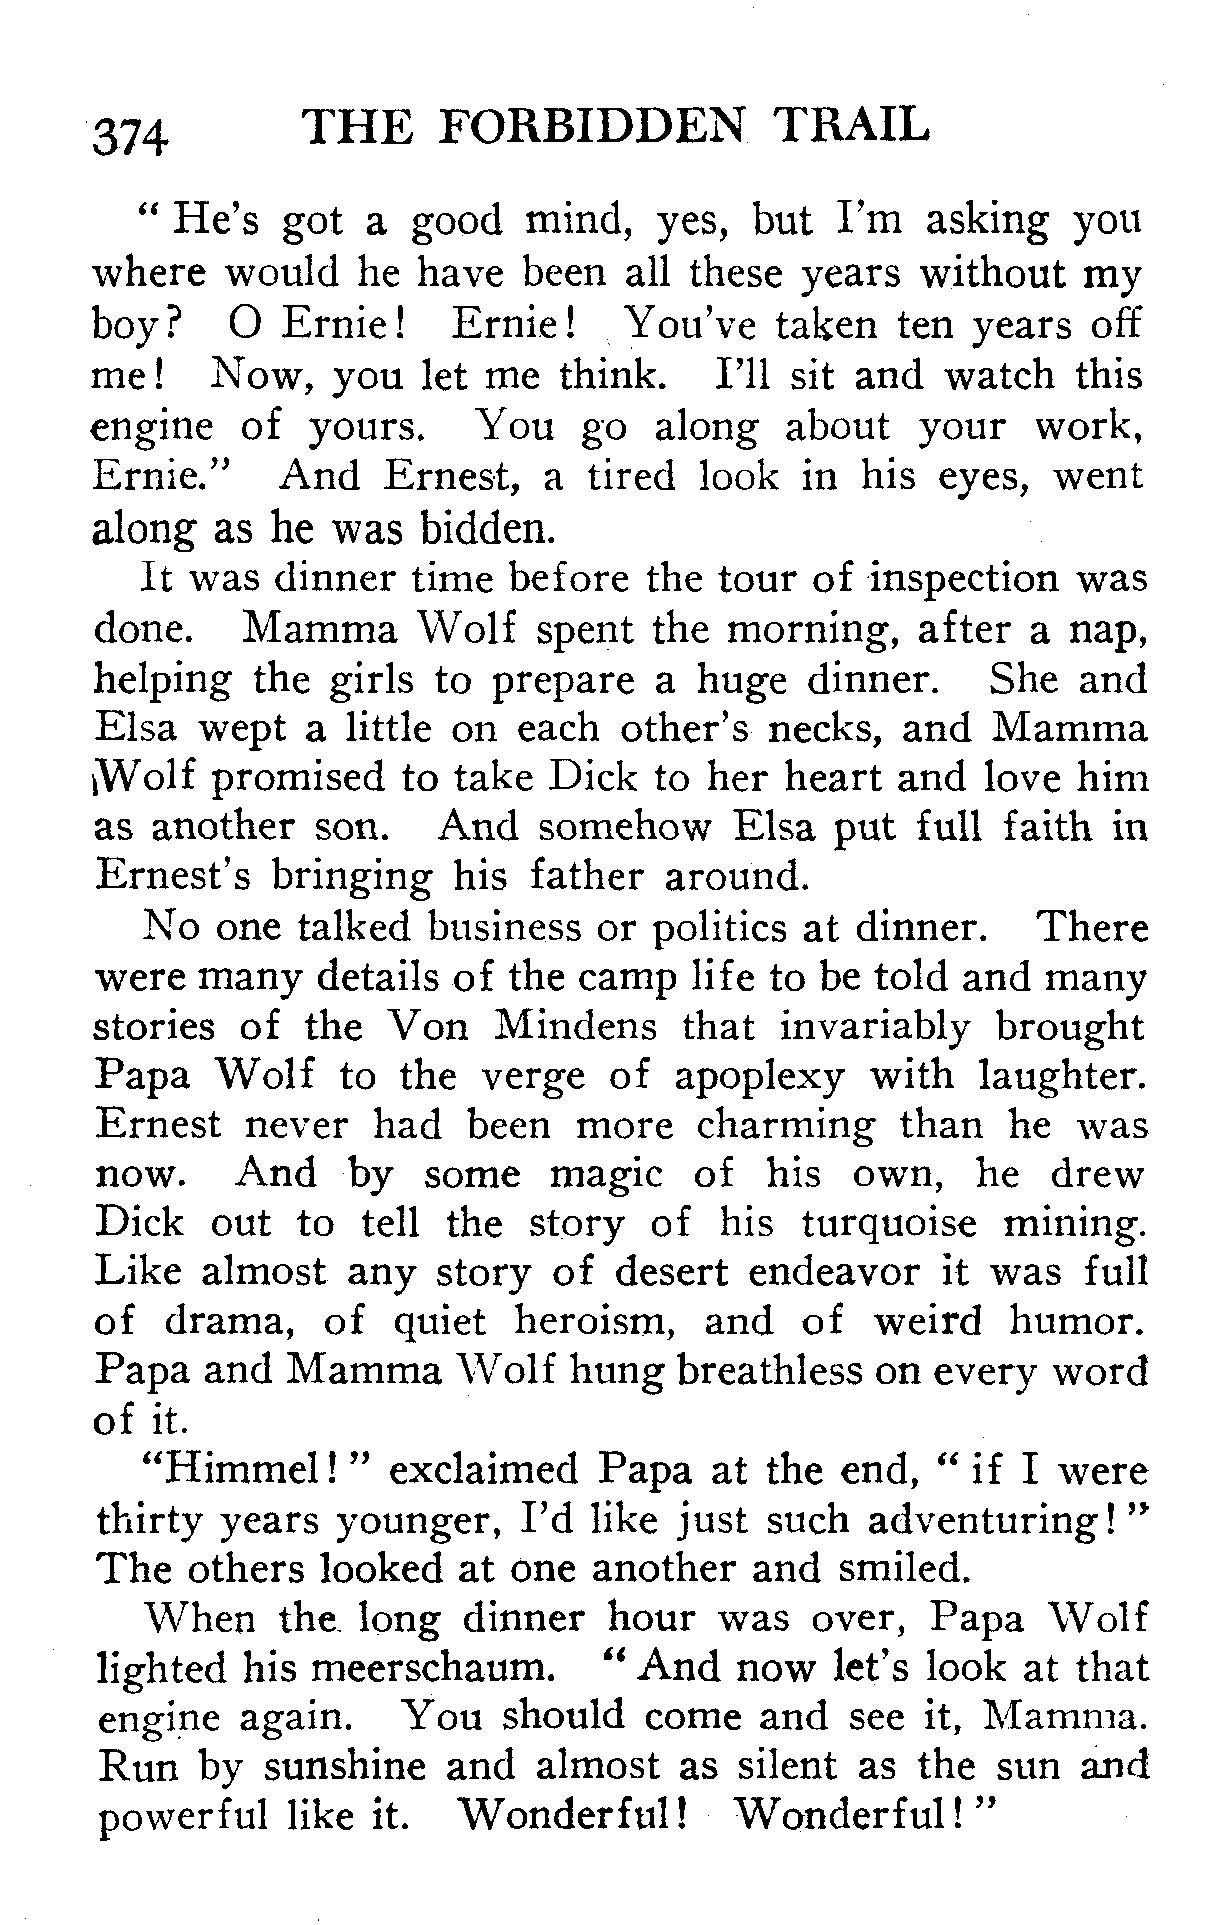 374 THE FORBIDDEN TRAIL
“ He’s got a good mind, yes, but I’m asking you
where would he have been all these years without my
boy? O Ernie! Ernie! You’ve taken ten years off
me! Now, you let me think. I’ll sit and watch this
engine of yours. You go along about your work,
Ernie.” And Ernest, a tired look in his eyes, went
along as he was bidden.
It was dinner time before the tour of inspection was
done. Mamma Wolf spent the morning, after a nap,
helping the girls to prepare a huge dinner. She and
Elsa wept a little on each other’s necks, and Mamma
Wolf promised to take Dick to her heart and love him
as another son. And somehow Elsa put full faith in
Ernest’s bringing his father around.
No one talked business or politics at dinner. There
were many details of the camp life to be told and many
stories of the Von Mindens that invariably brought
Papa Wolf to the verge of apoplexy with laughter.
Ernest never had been more charming than he was
now. And by some magic of his own, he drew
Dick out to tell the story of his turquoise mining.
Like almost any story of desert endeavor it was full
of drama, of quiet heroism, and of weird humor.
Papa and Mamma Wolf hung breathless on every word
of it.
“Himmel! ” exclaimed Papa at the end, “ if I were
thirty years younger, I’d like just such adventuring! ”
The others looked at one another and smiled.
When the long dinner hour was over, Papa Wolf
lighted his meerschaum. “ And now let’s look at that
engine again. You should come and see it, Mamma.
Run by sunshine and almost as silent as the sun and
powerful like it. Wonderful! Wonderful! ”